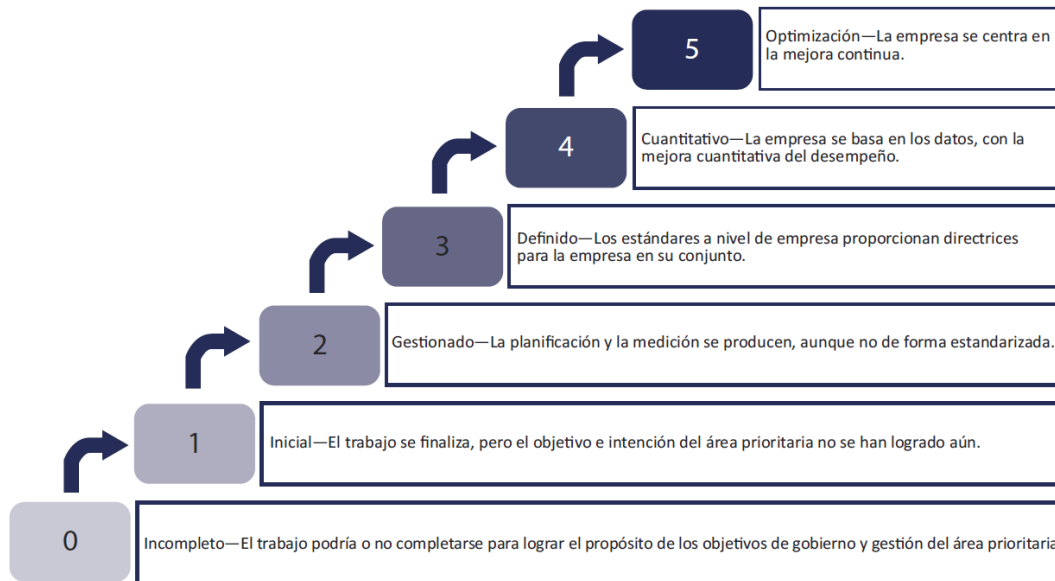 5
Optimización—La empresa se centra en
la mejora continua.
4
Cuantitativo—La empresa se basa en los datos, con la
mejora cuantitativa del desempeño.
3
Definido—Los estándares a nivel de empresa proporcionan directrices
para la empresa en su conjunto.
2
Gestionado—La planificación y la medición se producen, aunque no de forma estandarizada.
1
Inicial—El trabajo se finaliza, pero el objetivo e intención del área prioritaria no se han logrado aún.
0
Incompleto—El trabajo podría o no completarse para lograr el propósito de los objetivos de gobierno y gestión del área prioritaria